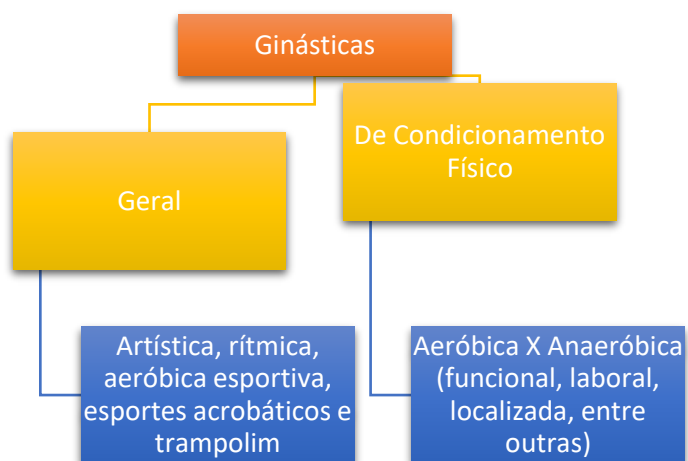 Ginásticas
De Condicionamento
Físico
Geral
Artística, rítmica,
aeróbica esportiva,
esportes acrobáticos e
trampolim
Aeróbica X Anaeróbica
(funcional, laboral,
localizada, entre
outras)